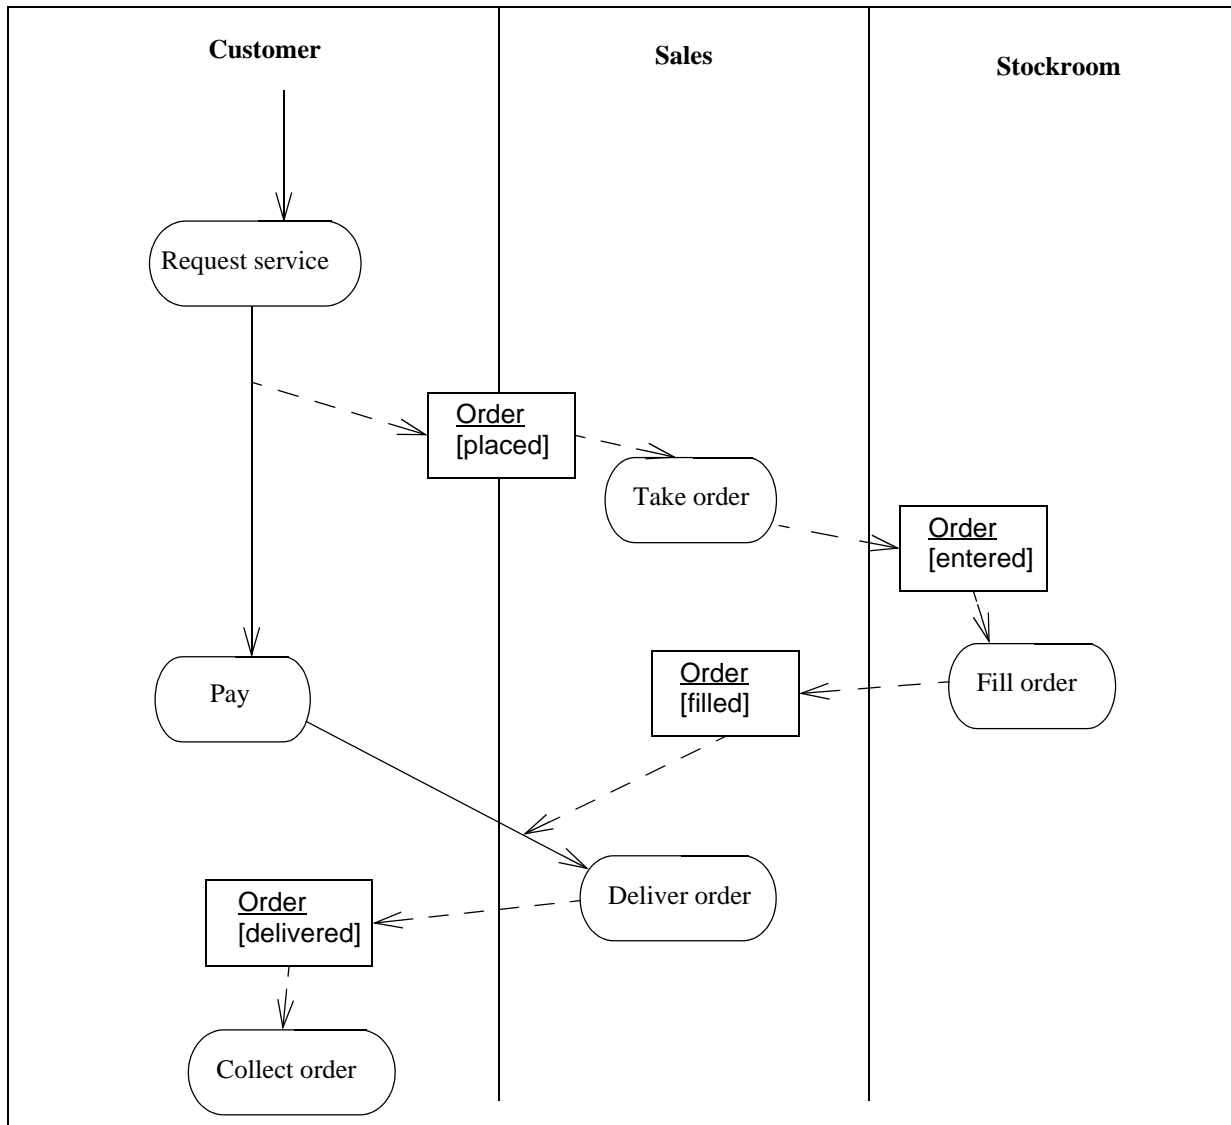 Customer
Sales
Stockroom
Request service
Order
[placed]
Take order
Order
[entered]
Order
[filled]
Fill order
Pay
Order
[delivered]
Deliver order
Collect order